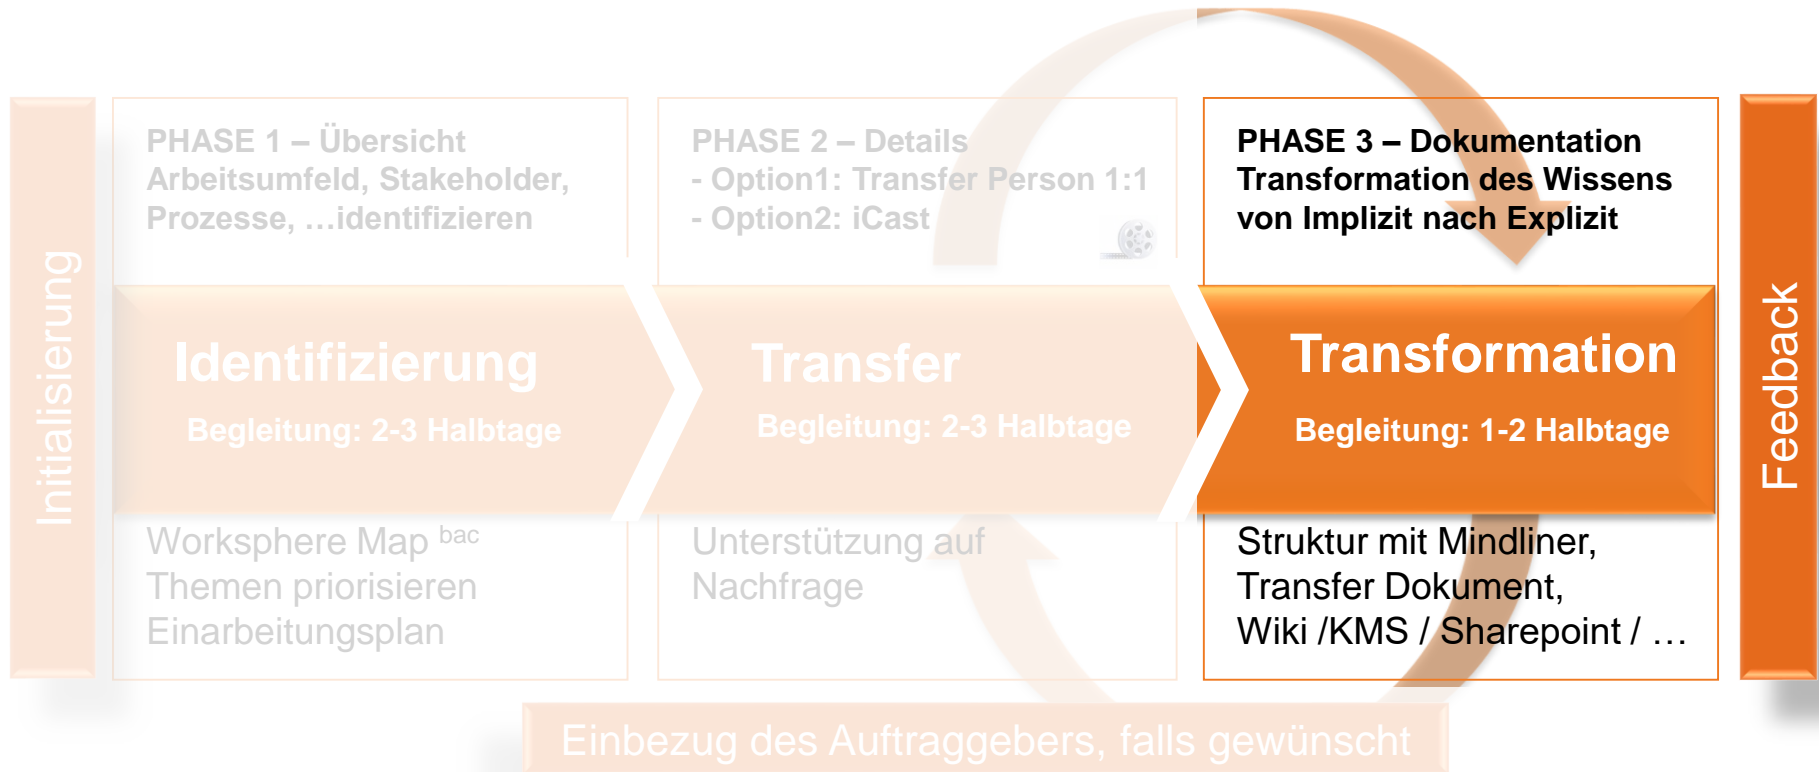 Initialisierung
PHASE 1 – Übersicht
Arbeitsumfeld, Stakeholder,
Prozesse, …identifizieren
Identifizierung
Begleitung: 2-3 Halbtage
Worksphere Map bac
Themen priorisieren
Einarbeitungsplan
PHASE 2 – Details
- Option1: Transfer Person 1:1
- Option2: iCast
Transfer
Begleitung: 2-3 Halbtage
Unterstützung auf
Nachfrage
PHASE 3 – Dokumentation
Transformation des Wissens
von Implizit nach Explizit
Transformation
Begleitung: 1-2 Halbtage
Struktur mit Mindliner,
Transfer Dokument,
Wiki /KMS / Sharepoint / …
Feedback
Einbezug des Auftraggebers, falls gewünscht